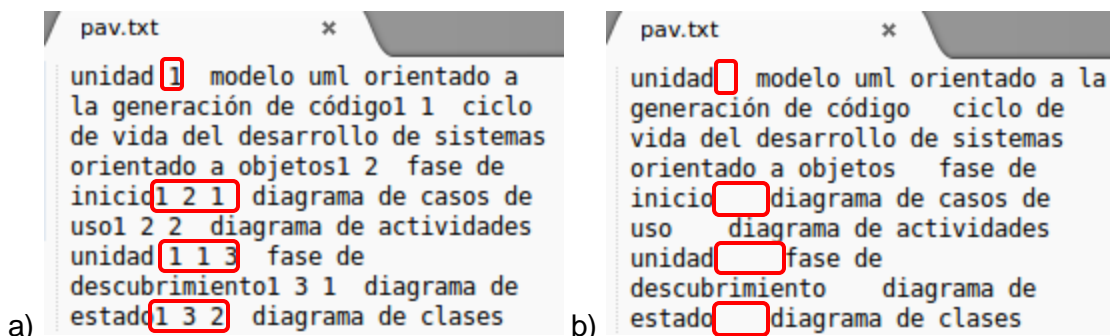 pav.txt ×
unidad 1  modelo uml orientado a
la generación de código1 1  ciclo
de vida del desarrollo de sistemas
orientado a objetos1 2  fase de
inicio1 2 1  diagrama de casos de
uso1 2 2  diagrama de actividades
unidad 1 1 3  fase de
descubrimiento1 3 1  diagrama de
estado1 3 2  diagrama de clases
a)
pav.txt ×
unidad   modelo uml orientado a la
generación de código   ciclo de
vida del desarrollo de sistemas
orientado a objetos   fase de
inicio    diagrama de casos de
uso    diagrama de actividades
unidad     fase de
descubrimiento    diagrama de
estado    diagrama de clases
b)